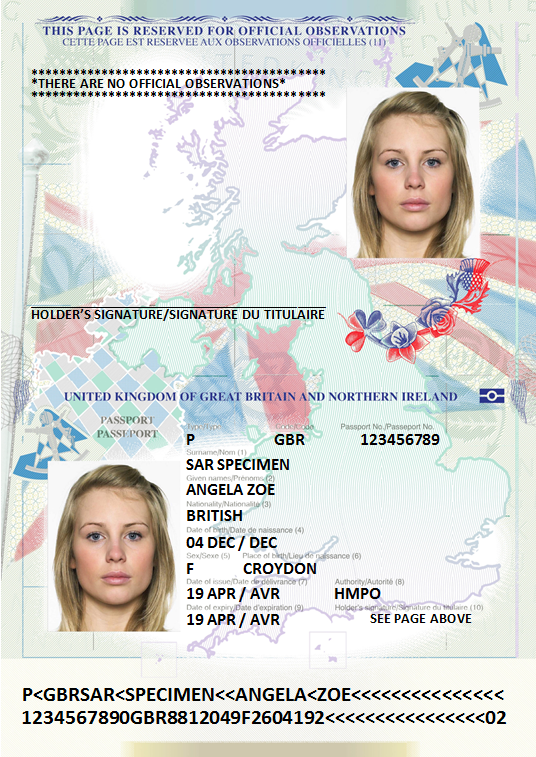 THIS PAGE IS RESERVED FOR OFFICIAL OBSERVATIONS
CETTE PAGE EST RESERVEE AUX OBSERVATIONS OFFICIELLES (11)
******************************************
*THERE ARE NO OFFICIAL OBSERVATIONS*
******************************************
HOLDER'S SIGNATURE/SIGNATURE DU TITULAIRE
UNITED KINGDOM OF GREAT BRITAIN AND NORTHERN IRELAND
PASSPORT
PASSEPORT
Type/Type Code/Code Passport No./Passeport No.
P GBR 123456789
Surname/Nom (1)
SAR SPECIMEN
Given names/Prénoms (2)
ANGELA ZOE
Nationality/Nationalité (3)
BRITISH
Date of birth/Date de naissance (4)
04 DEC / DEC
Sex/Sexe (5) Place of birth/Lieu de naissance (6)
F CROYDON
Date of issue/Date de délivrance (7) Authority/Autorité (8)
19 APR / AVR HMPO
Date of expiry/Date d'expiration (9) Holder's signature/Signature du titulaire (10)
19 APR / AVR SEE PAGE ABOVE
P<GBRSAR<SPECIMEN<<ANGELA<ZOE<<<<<<<<<<<<<<<
1234567890GBR8812049F2604192<<<<<<<<<<<<<<<<02